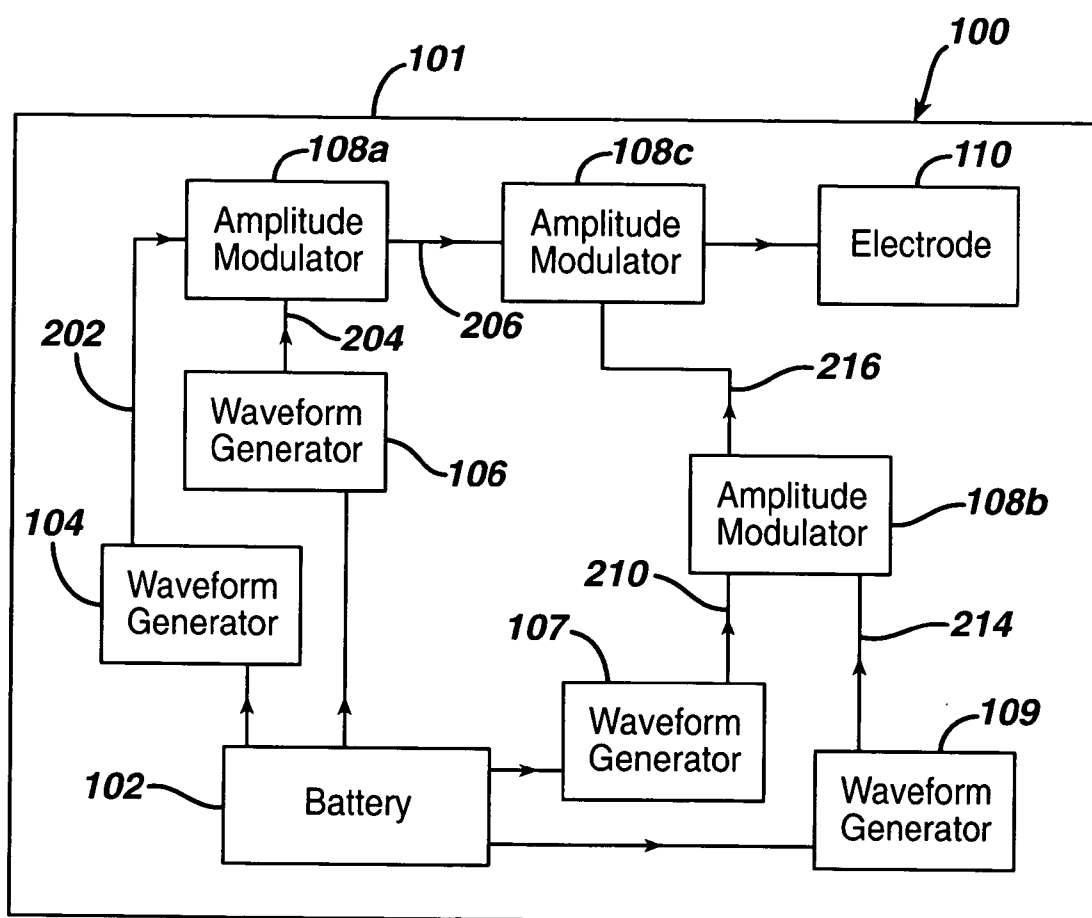 100
101
108a
108c
110
Amplitude
Modulator
Amplitude
Modulator
Electrode
202
204
206
216
Waveform
Generator
106
Amplitude
Modulator
108b
104
Waveform
Generator
210
107
214
Waveform
Generator
109
102
Battery
Waveform
Generator